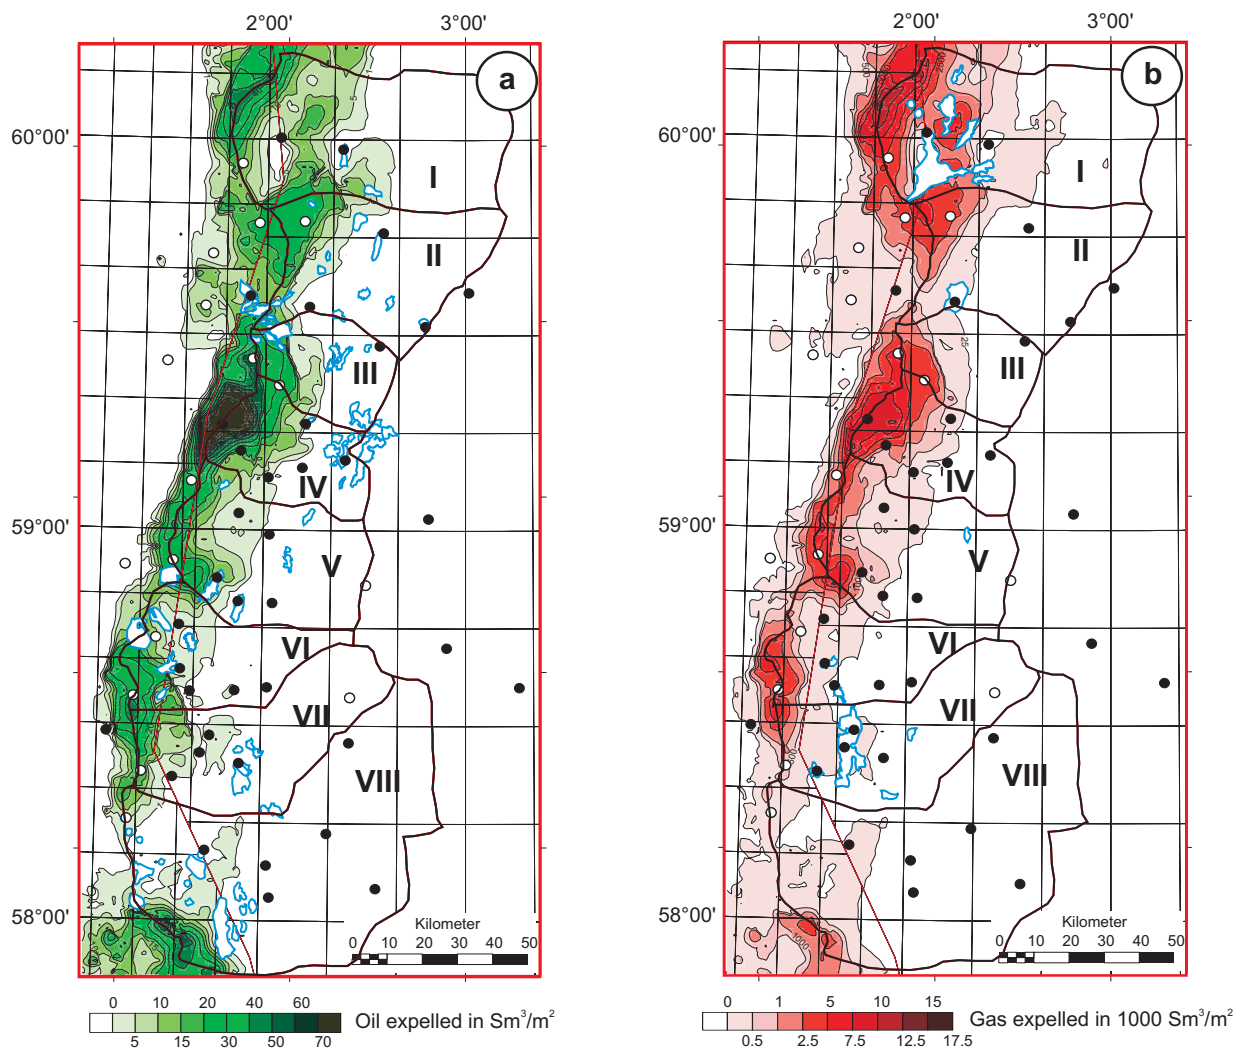 2°00' 3°00' 2°00' 3°00'
a b
60°00' 60°00'
I I
II II
III III
IV IV
59°00' 59°00'
V V
VI VI
VII VII
VIII VIII
58°00' 58°00'
Kilometer Kilometer
0 10 20 30 40 50 0 10 20 30 40 50
0 10 20 40 60 0 1 5 10 15
Oil expelled in Sm³/m² Gas expelled in 1000 Sm³/m²
5 15 30 50 70 0.5 2.5 7.5 12.5 17.5
25
1000